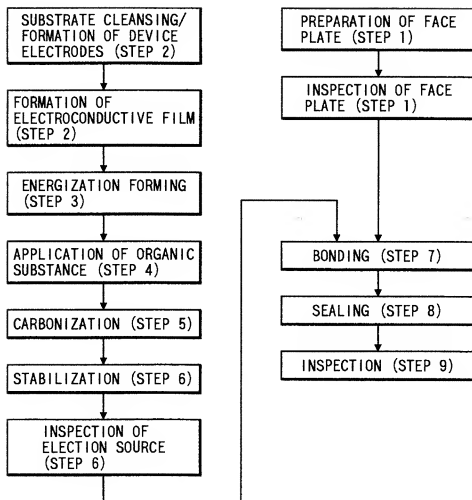 SUBSTRATE CLEANSING/
FORMATION OF DEVICE
ELECTRODES (STEP 2)
FORMATION OF
ELECTROCONDUCTIVE FILM
(STEP 2)
ENERGIZATION FORMING
(STEP 3)
APPLICATION OF ORGANIC
SUBSTANCE (STEP 4)
CARBONIZATION (STEP 5)
STABILIZATION (STEP 6)
INSPECTION OF
ELECTION SOURCE
(STEP 6)
PREPARATION OF FACE
PLATE (STEP 1)
INSPECTION OF FACE
PLATE (STEP 1)
BONDING (STEP 7)
SEALING (STEP 8)
INSPECTION (STEP 9)